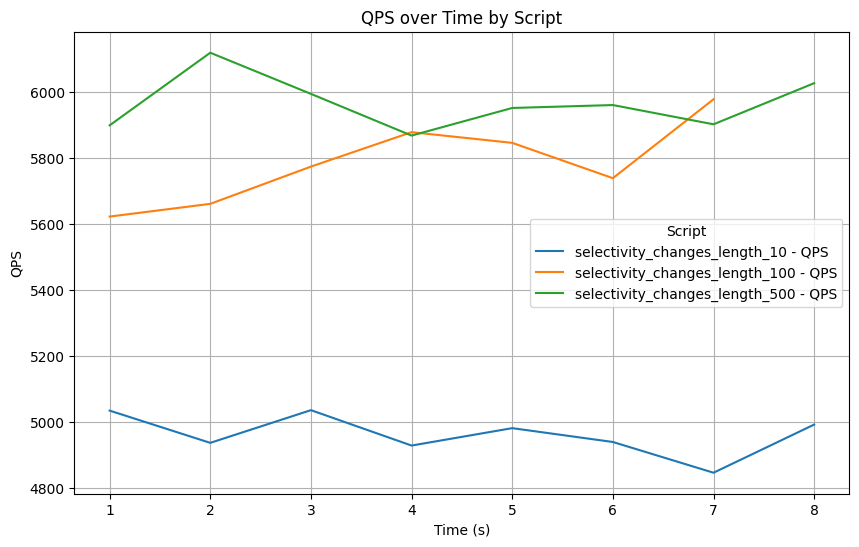 QPS over Time by Script
QPS
6000
5800
5600
5400
5200
5000
4800
Script
selectivity_changes_length_10 - QPS
selectivity_changes_length_100 - QPS
selectivity_changes_length_500 - QPS
1 2 3 4 5 6 7 8
Time (s)